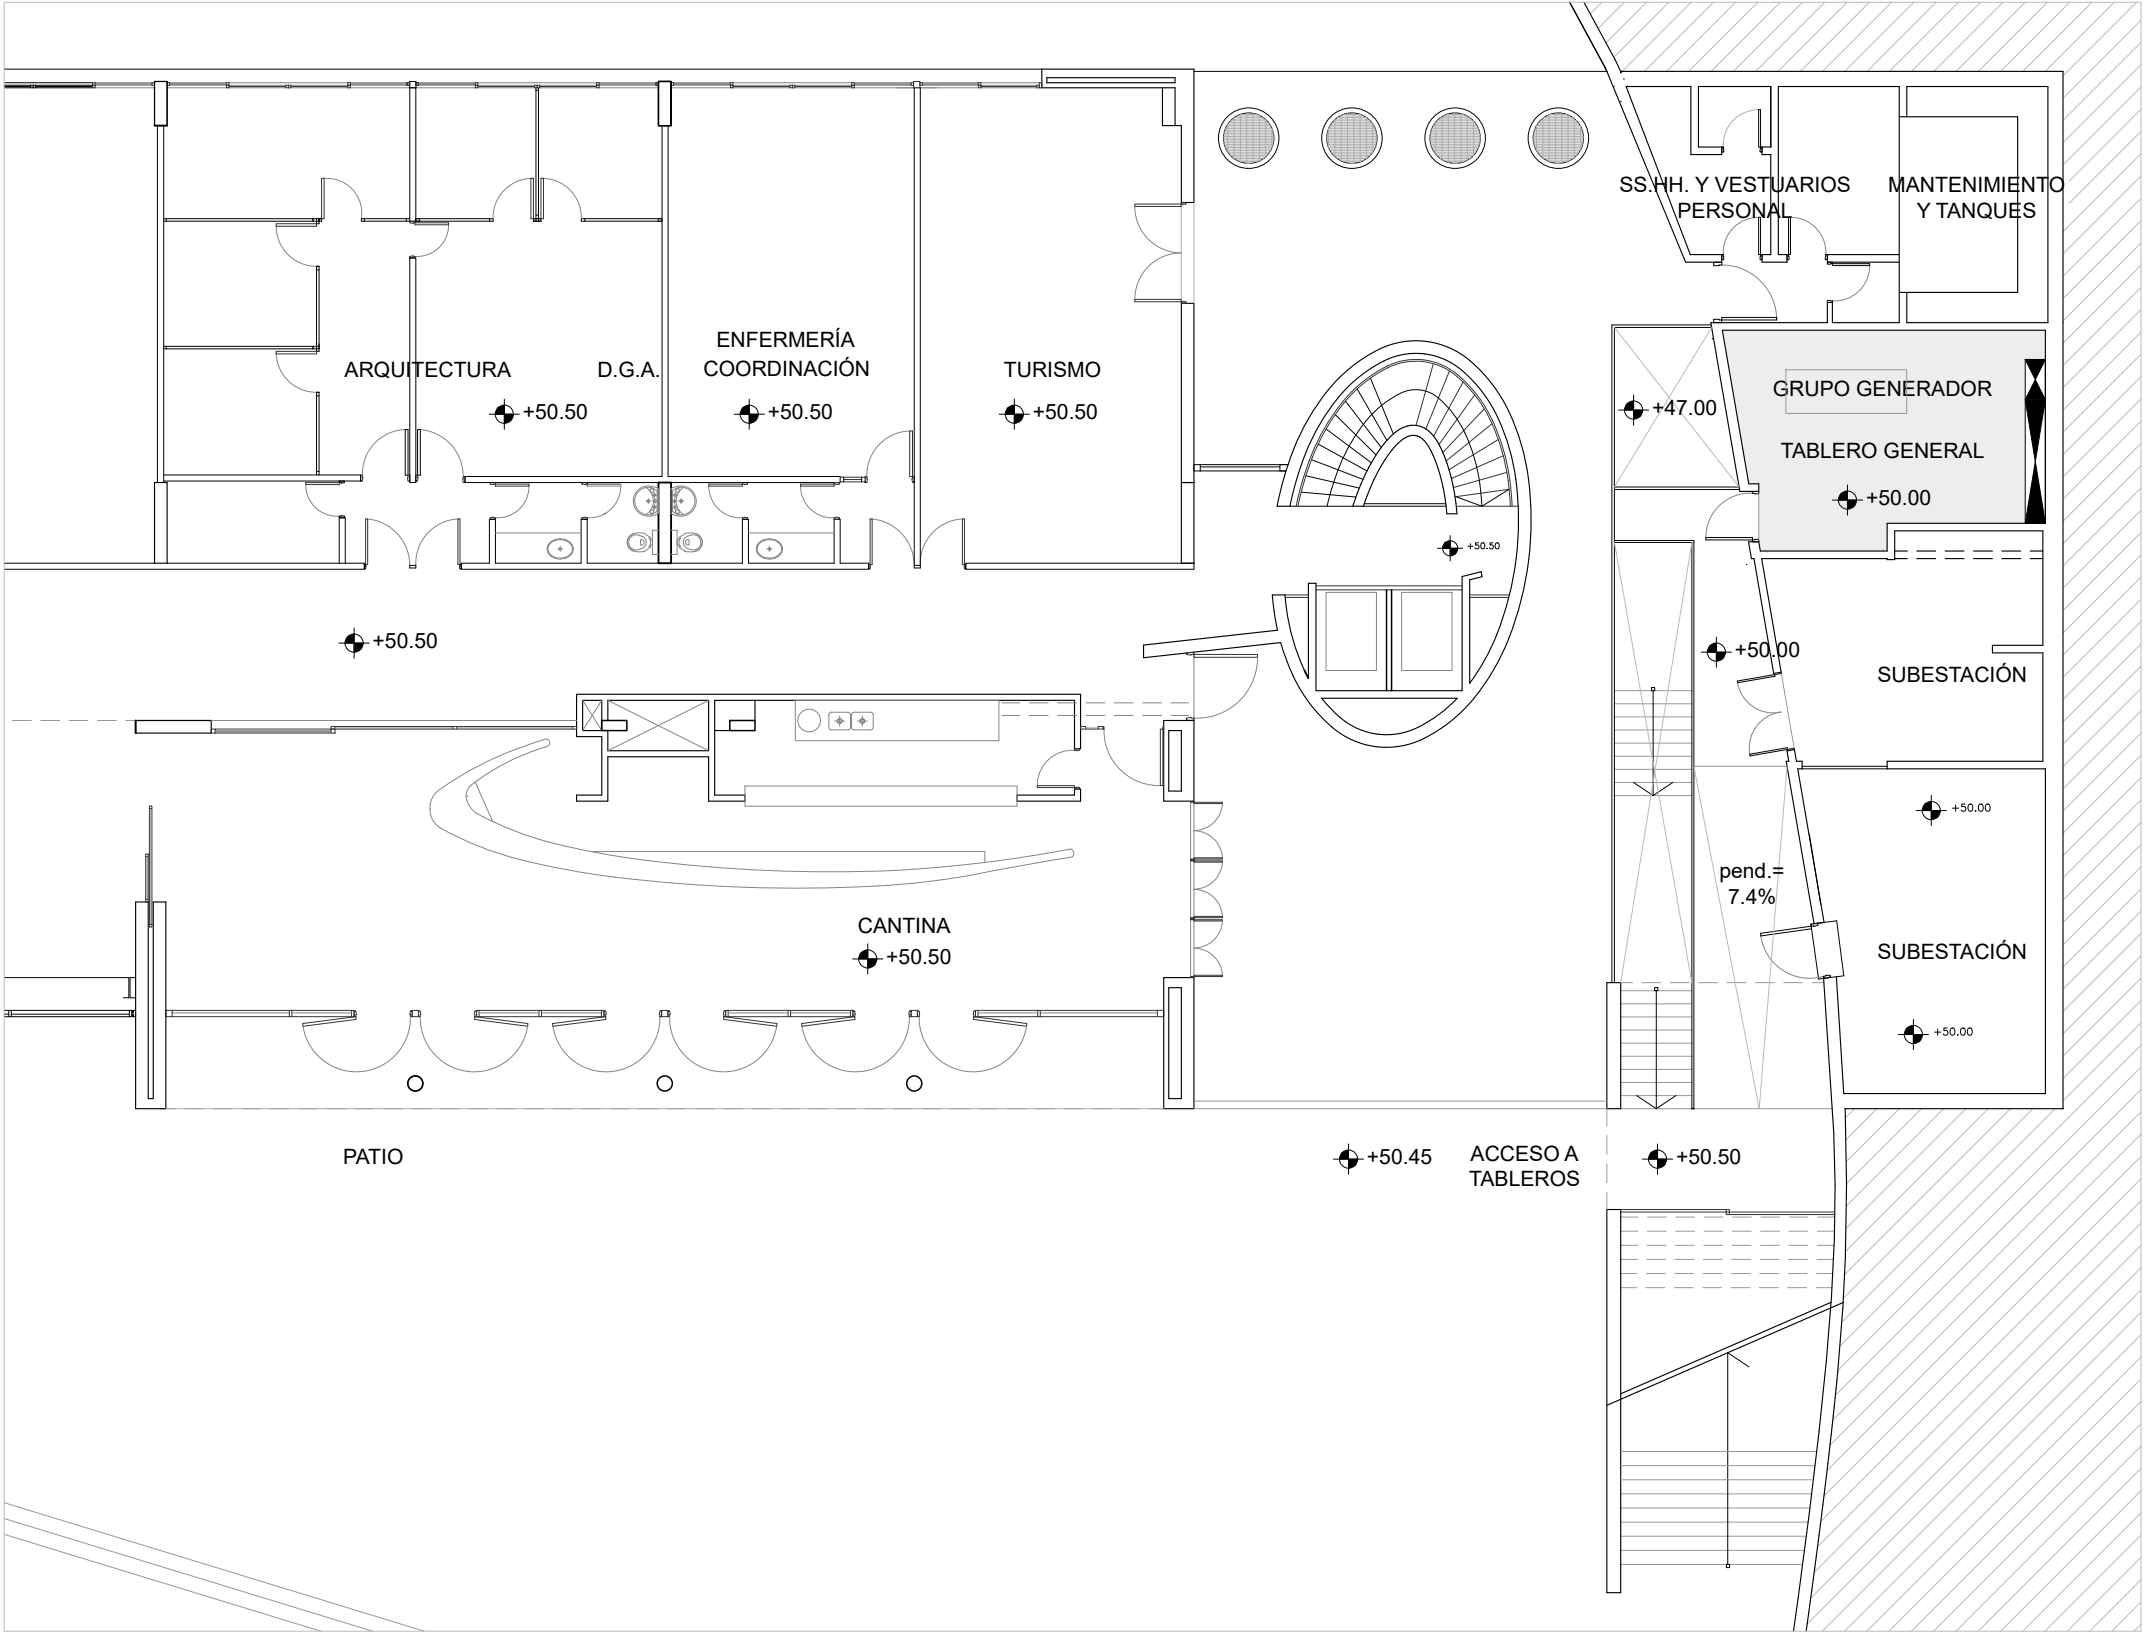 SS.HH. Y VESTUARIOS
PERSONAL
MANTENIMIENTO
Y TANQUES
ENFERMERÍA
COORDINACIÓN
ARQUITECTURA
D.G.A.
TURISMO
+50.50
+50.50
+50.50
+47.00
GRUPO GENERADOR
TABLERO GENERAL
+50.00
+50.50
+50.50
+50.00
SUBESTACIÓN
+50.00
pend.=
7.4%
CANTINA
+50.50
SUBESTACIÓN
+50.00
PATIO
+50.45
ACCESO A
TABLEROS
+50.50